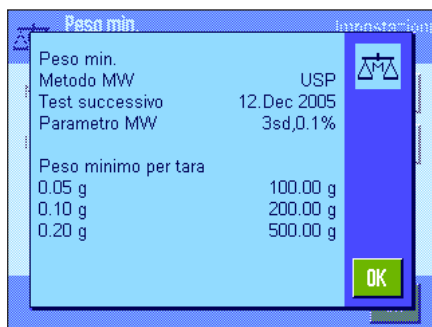 Peso min.
Impostazioni
Peso min.
Metodo MW USP
Test successivo 12.Dec 2005
Parametro MW 3sd,0.1%
Peso minimo per tara
0.05 g 100.00 g
0.10 g 200.00 g
0.20 g 500.00 g
OK